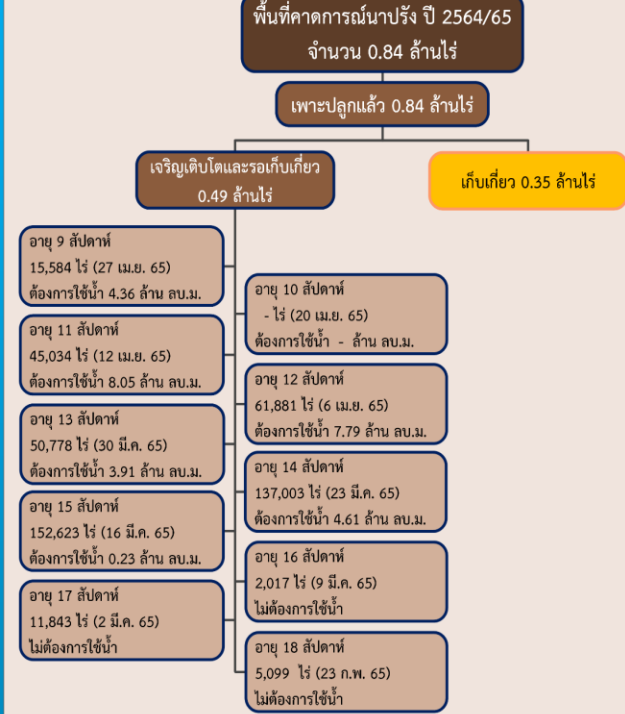 พื้นที่คาดการณ์นาปรัง ปี 2564/65
จำนวน 0.84 ล้านไร่
เพาะปลูกแล้ว 0.84 ล้านไร่
เจริญเติบโตและรอเก็บเกี่ยว
0.49 ล้านไร่
เก็บเกี่ยว 0.35 ล้านไร่
อายุ 9 สัปดาห์
15,584 ไร่ (27 เม.ย. 65)
ต้องการใช้น้ำ 4.36 ล้าน ลบ.ม.
อายุ 10 สัปดาห์
- ไร่ (20 เม.ย. 65)
ต้องการใช้น้ำ - ล้าน ลบ.ม.
อายุ 11 สัปดาห์
45,034 ไร่ (12 เม.ย. 65)
ต้องการใช้น้ำ 8.05 ล้าน ลบ.ม.
อายุ 12 สัปดาห์
61,881 ไร่ (6 เม.ย. 65)
ต้องการใช้น้ำ 7.79 ล้าน ลบ.ม.
อายุ 13 สัปดาห์
50,778 ไร่ (30 มี.ค. 65)
ต้องการใช้น้ำ 3.91 ล้าน ลบ.ม.
อายุ 14 สัปดาห์
137,003 ไร่ (23 มี.ค. 65)
ต้องการใช้น้ำ 4.61 ล้าน ลบ.ม.
อายุ 15 สัปดาห์
152,623 ไร่ (16 มี.ค. 65)
ต้องการใช้น้ำ 0.23 ล้าน ลบ.ม.
อายุ 16 สัปดาห์
2,017 ไร่ (9 มี.ค. 65)
ไม่ต้องการใช้น้ำ
อายุ 17 สัปดาห์
11,843 ไร่ (2 มี.ค. 65)
ไม่ต้องการใช้น้ำ
อายุ 18 สัปดาห์
5,099 ไร่ (23 ก.พ. 65)
ไม่ต้องการใช้น้ำ